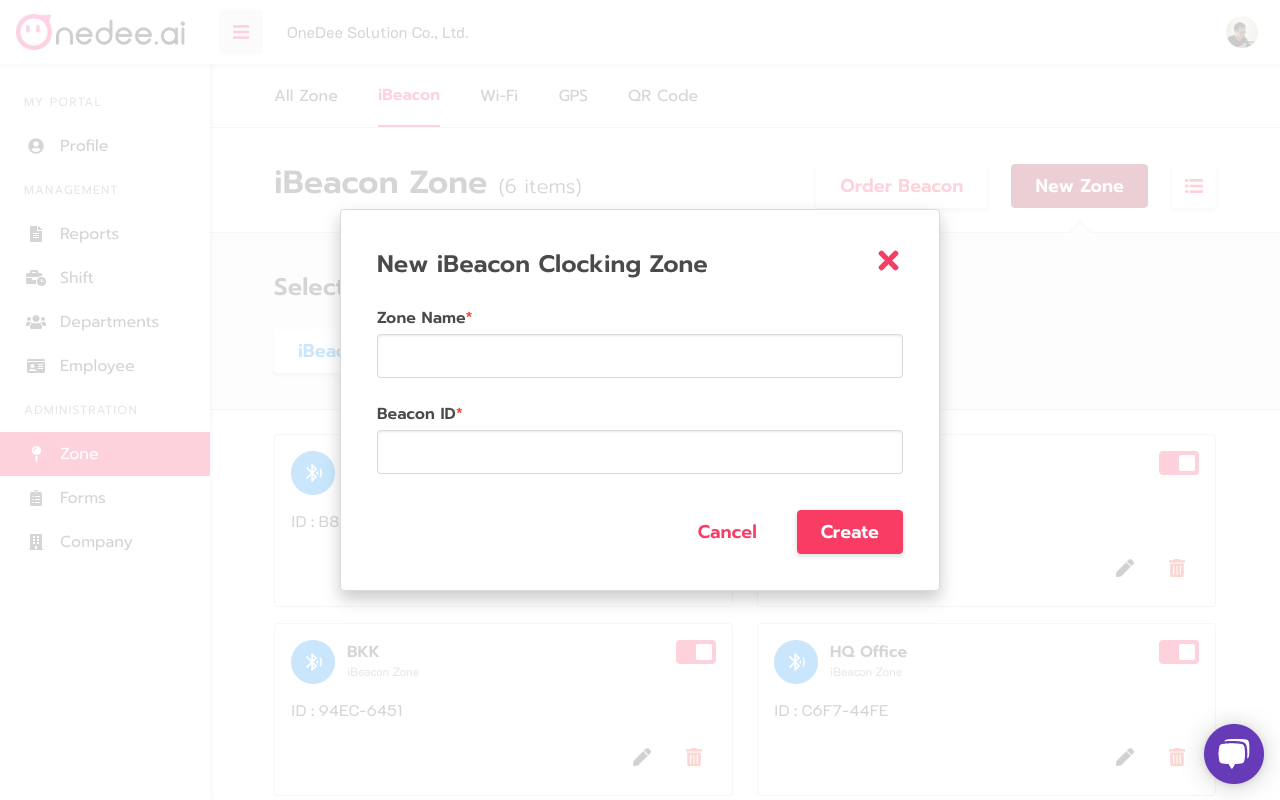 Onedee.ai
OneDee Solution Co., Ltd.
MY PORTAL
Profile
MANAGEMENT
Reports
Shift
Departments
Employee
ADMINISTRATION
Zone
Forms
Company
All Zone
iBeacon
Wi-Fi
GPS
QR Code
iBeacon Zone (6 items)
Order Beacon
New Zone
Select
New iBeacon Clocking Zone
Zone Name*
Beacon ID*
Cancel
Create
ID : B8
BKK
iBeacon Zone
ID : 94EC-6451
HQ Office
iBeacon Zone
ID : C6F7-44FE